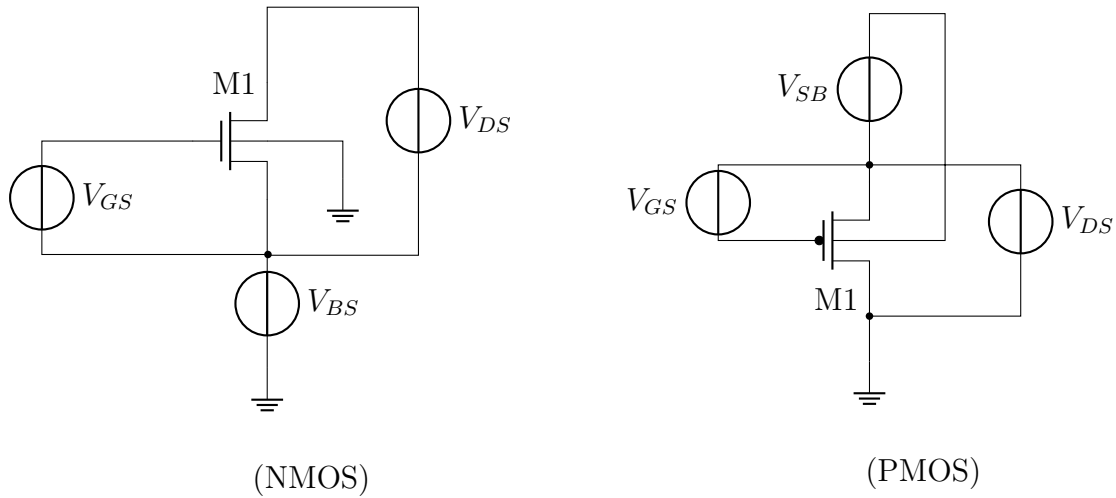 M1
V_{DS}
V_{GS}
V_{BS}
(NMOS)
V_{SB}
V_{GS}
V_{DS}
M1
(PMOS)